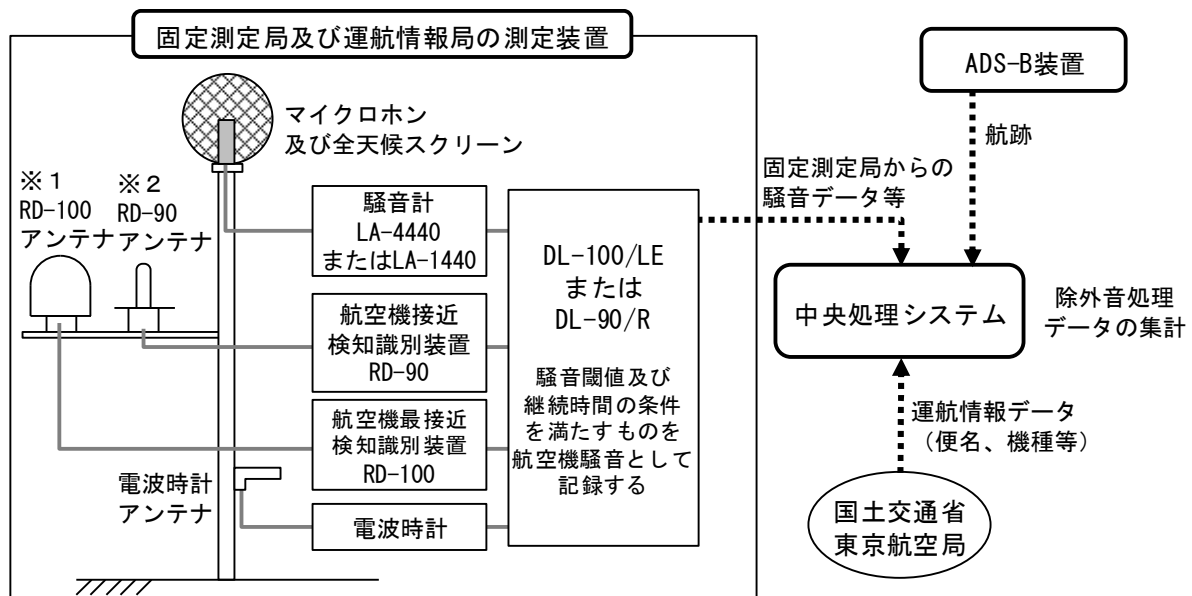 固定測定局及び運航情報局の測定装置
マイクロホン
及び全天候スクリーン
※１
RD-100
アンテナ
※２
RD-90
アンテナ
騒音計
LA-4440
またはLA-1440
航空機接近
検知識別装置
RD-90
航空機最接近
検知識別装置
RD-100
電波時計
アンテナ
電波時計
DL-100/LE
または
DL-90/R
騒音閾値及び
継続時間の条件
を満たすものを
航空機騒音として
記録する
固定測定局からの
騒音データ等
ADS-B装置
航跡
中央処理システム
除外音処理
データの集計
運航情報データ
（便名、機種等）
国土交通省
東京航空局